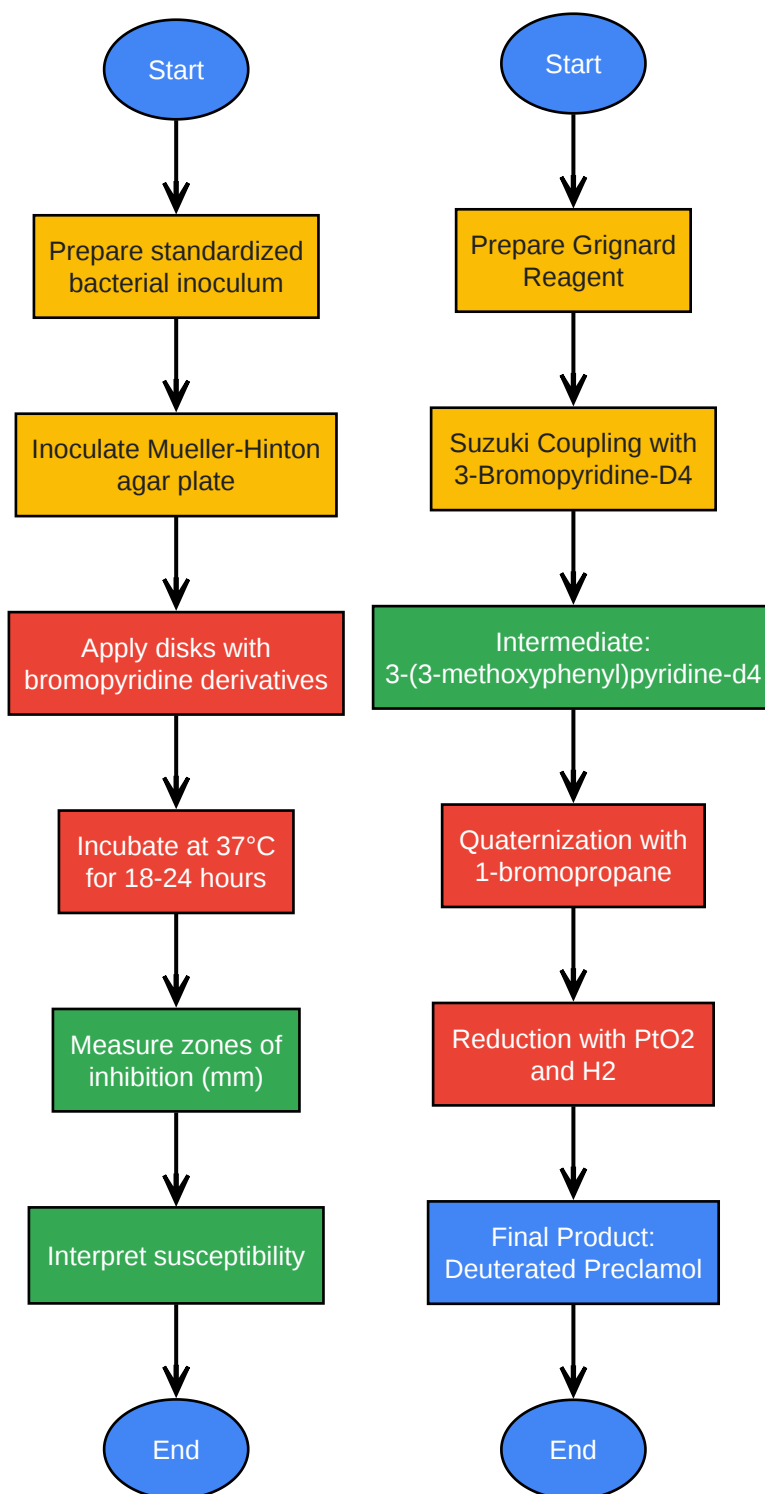 Start
Prepare standardized
bacterial inoculum
Inoculate Mueller-Hinton
agar plate
Apply disks with
bromopyridine derivatives
Incubate at 37°C
for 18-24 hours
Measure zones of
inhibition (mm)
Interpret susceptibility
End
Start
Prepare Grignard
Reagent
Suzuki Coupling with
3-Bromopyridine-D4
Intermediate:
3-(3-methoxyphenyl)pyridine-d4
Quaternization with
1-bromopropane
Reduction with PtO2
and H2
Final Product:
Deuterated Preclamol
End